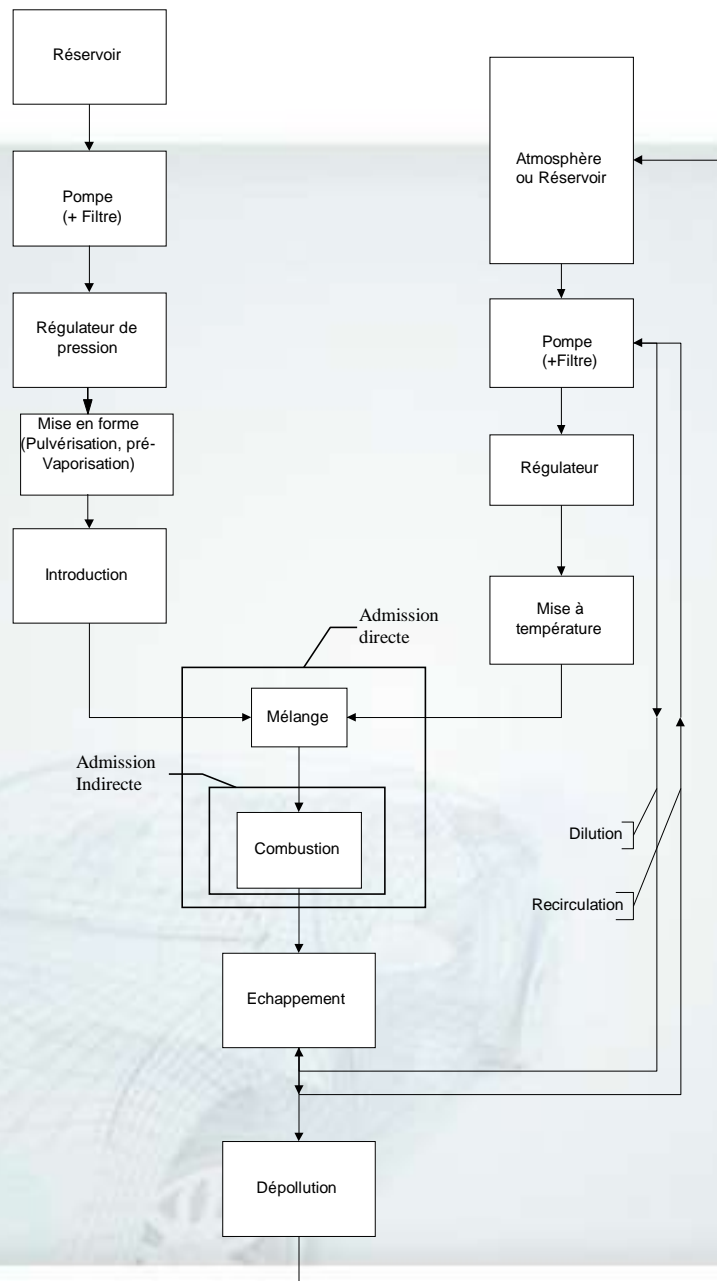 Réservoir
Pompe
(+ Filtre)
Régulateur de
pression
Mise en forme
(Pulvérisation, pré-
Vaporisation)
Introduction
Atmosphère
ou Réservoir
Pompe
(+Filtre)
Régulateur
Mise à
température
Admission
directe
Mélange
Admission
Indirecte
Combustion
Dilution
Recirculation
Echappement
Dépollution